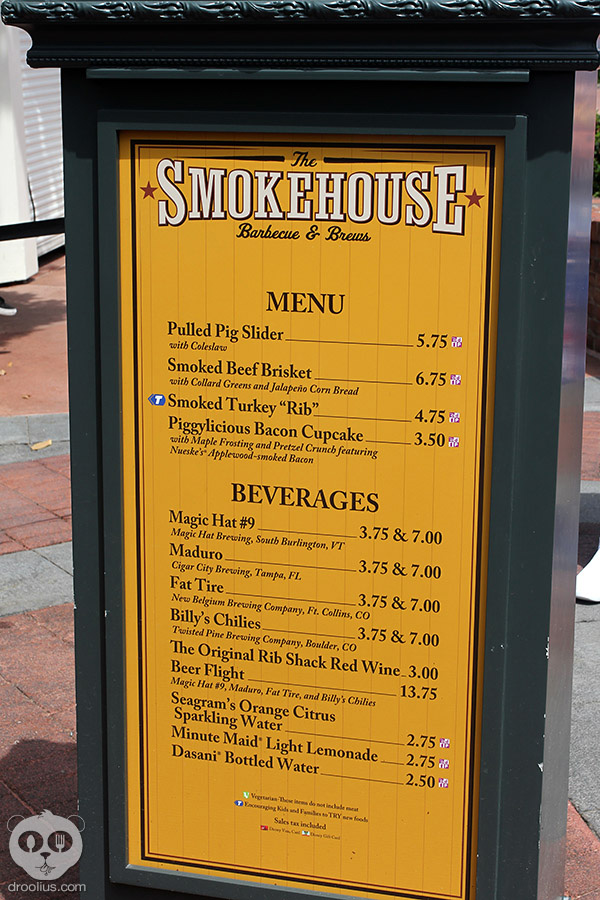 The
SMOKEHOUSE
Barbecue & Brews
MENU
Pulled Pig Slider 5.75
with Coleslaw
Smoked Beef Brisket 6.75
with Collard Greens and Jalapeño Corn Bread
T Smoked Turkey “Rib” 4.75
Piggylicious Bacon Cupcake 3.50
with Maple Frosting and Pretzel Crunch featuring
Nueske's® Applewood-smoked Bacon
BEVERAGES
Magic Hat #9 3.75 & 7.00
Magic Hat Brewing, South Burlington, VT
Maduro 3.75 & 7.00
Cigar City Brewing, Tampa, FL
Fat Tire 3.75 & 7.00
New Belgium Brewing Company, Ft. Collins, CO
Billy's Chilies 3.75 & 7.00
Twisted Pine Brewing Company, Boulder, CO
The Original Rib Shack Red Wine 3.00
Beer Flight 13.75
Magic Hat #9, Maduro, Fat Tire, and Billy's Chilies
Seagram's Orange Citrus
Sparkling Water 2.75
Minute Maid® Light Lemonade 2.75
Dasani® Bottled Water 2.50
V Vegetarian-These items do not include meat
T Encouraging Kids and Families to TRY new foods
Sales tax included
Disney Visa Card Disney Gift Card
droolius.com